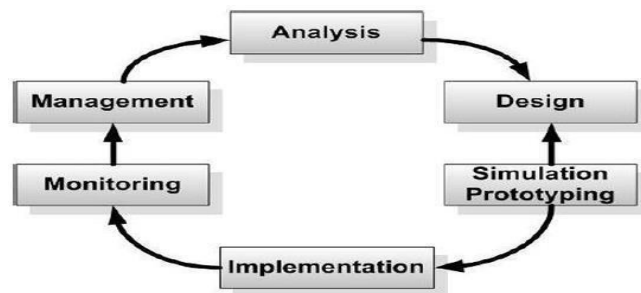 Analysis
Management
Design
Monitoring
Simulation
Prototyping
Implementation